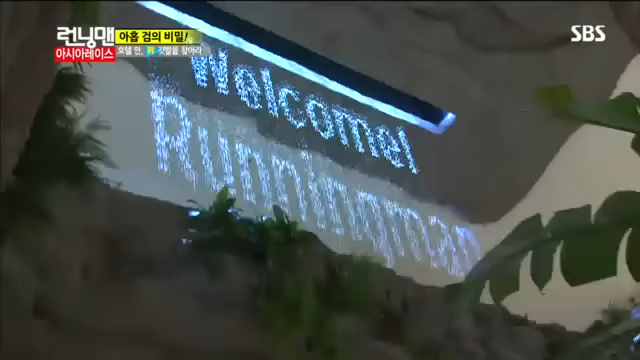 런닝맨
아시아레이스
아홉 검의 비밀!
호텔 안, R 깃발을 찾아라
SBS
Welcome!
Runninmman